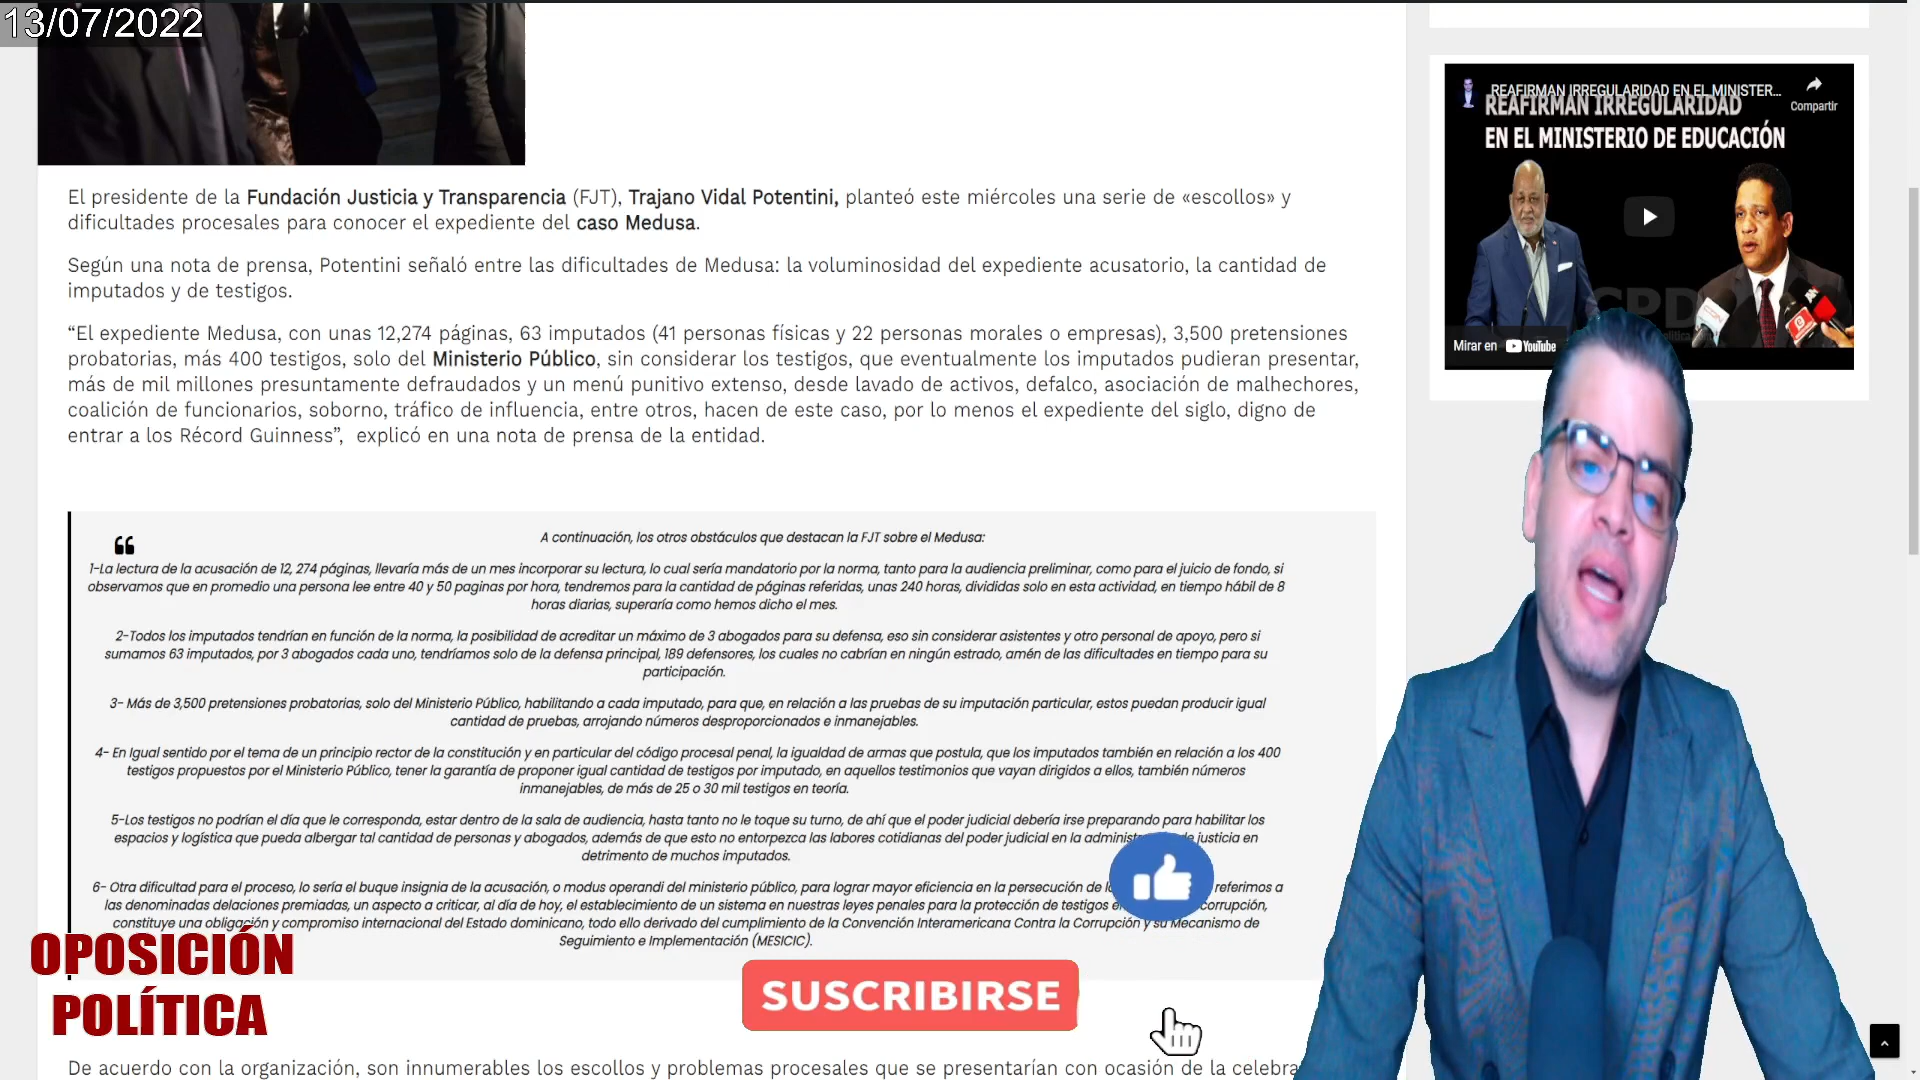 13/07/2022
REAFIRMAN IRREGULARIDAD EN EL MINISTER...
Compartir
REAFIRMAN IRREGULARIDAD
EN EL MINISTERIO DE EDUCACIÓN
Mirar en YouTube
El presidente de la Fundación Justicia y Transparencia (FJT), Trajano Vidal Potentini, planteó este miércoles una serie de «escollos» y
dificultades procesales para conocer el expediente del caso Medusa.
Según una nota de prensa, Potentini señaló entre las dificultades de Medusa: la voluminosidad del expediente acusatorio, la cantidad de
imputados y de testigos.
“El expediente Medusa, con unas 12,274 páginas, 63 imputados (41 personas físicas y 22 personas morales o empresas), 3,500 pretensiones
probatorias, más 400 testigos, solo del Ministerio Público, sin considerar los testigos, que eventualmente los imputados pudieran presentar,
más de mil millones presuntamente defraudados y un menú punitivo extenso, desde lavado de activos, defalco, asociación de malhechores,
coalición de funcionarios, soborno, tráfico de influencia, entre otros, hacen de este caso, por lo menos el expediente del siglo, digno de
entrar a los Récord Guinness”, explicó en una nota de prensa de la entidad.
A continuación, los otros obstáculos que destacan la FJT sobre el Medusa:
1-La lectura de la acusación de 12, 274 páginas, llevaría más de un mes incorporar su lectura, lo cual sería mandatorio por la norma, tanto para la audiencia preliminar, como para el juicio de fondo, si
observamos que en promedio una persona lee entre 40 y 50 paginas por hora, tendremos para la cantidad de páginas referidas, unas 240 horas, divididas solo en esta actividad, en tiempo hábil de 8
horas diarias, superaría como hemos dicho el mes.
2-Todos los imputados tendrían en función de la norma, la posibilidad de acreditar un máximo de 3 abogados para su defensa, eso sin considerar asistentes y otro personal de apoyo, pero si
sumamos 63 imputados, por 3 abogados cada uno, tendríamos solo de la defensa principal, 189 defensores, los cuales no cabrían en ningún estrado, amén de las dificultades en tiempo para su
participación.
3- Más de 3,500 pretensiones probatorias, solo del Ministerio Público, habilitando a cada imputado, para que, en relación a las pruebas de su imputación particular, estos puedan producir igual
cantidad de pruebas, arrojando números desproporcionados e inmanejables.
4- En Igual sentido por el tema de un principio rector de la constitución y en particular del código procesal penal, la igualdad de armas que postula, que los imputados también en relación a los 400
testigos propuestos por el Ministerio Público, tener la garantía de proponer igual cantidad de testigos por imputado, en aquellos testimonios que vayan dirigidos a ellos, también números
inmanejables, de más de 25 o 30 mil testigos en teoría.
5-Los testigos no podrían el día que le corresponda, estar dentro de la sala de audiencia, hasta tanto no le toque su turno, de ahí que el poder judicial debería irse preparando para habilitar los
espacios y logística que pueda albergar tal cantidad de personas y abogados, además de que esto no entorpezca las labores cotidianas del poder judicial en la administ de justicia en
detrimento de muchos imputados.
6- Otra dificultad para el proceso, lo sería el buque insignia de la acusación, o modus operandi del ministerio público, para lograr mayor eficiencia en la persecución de referimos a
las denominadas delaciones premiadas, un aspecto a criticar, al día de hoy, el establecimiento de un sistema en nuestras leyes penales para la protección de testigos corrupción,
constituye una obligación y compromiso internacional del Estado dominicano, todo ello derivado del cumplimiento de la Convención Interamericana Contra la Corrupción y su Mecanismo de
Seguimiento e Implementación (MESICIC).
OPOSICIÓN
POLÍTICA
SUSCRIBIRSE
De acuerdo con la organización, son innumerables los escollos y problemas procesales que se presentarían con ocasión de la celebra